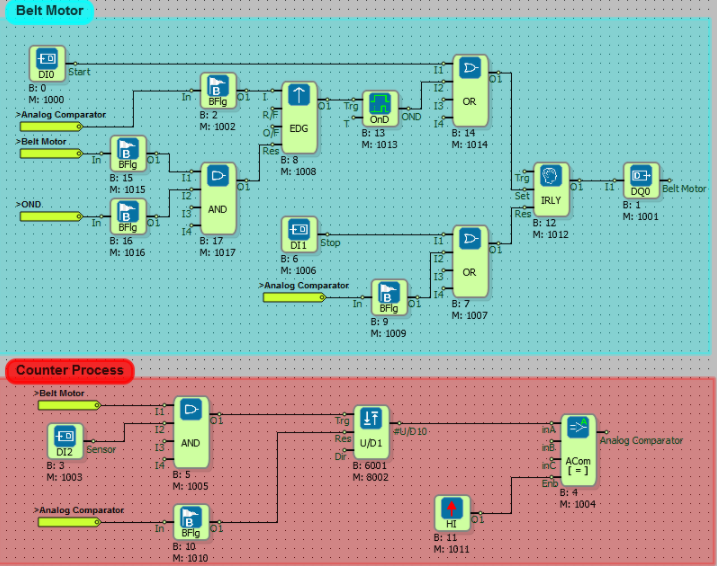 Belt Motor
DI0
Start
B: 0
M: 1000
>Analog Comparator
In
BFlg
O1
B: 2
M: 1002
>Belt Motor
In
BFlg
O1
B: 15
M: 1015
>OND
In
BFlg
O1
B: 16
M: 1016
I1
I2
I3
I4
AND
O1
B: 17
M: 1017
I
R/F
O/F
Res
EDG
O1
B: 8
M: 1008
Trg
T
OnD
OND
B: 13
M: 1013
I1
I2
I3
I4
OR
O1
B: 14
M: 1014
DI1
Stop
B: 6
M: 1006
>Analog Comparator
In
BFlg
O1
B: 9
M: 1009
I1
I2
I3
I4
OR
O1
B: 7
M: 1007
Trg
Set
Res
IRLY
O1
B: 12
M: 1012
I1
DQ0
Belt Motor
B: 1
M: 1001
Counter Process
>Belt Motor
DI2
Sensor
B: 3
M: 1003
I1
I2
I3
I4
AND
O1
B: 5
M: 1005
>Analog Comparator
In
BFlg
O1
B: 10
M: 1010
Trg
Res
Dir
U/D1
#U/D10
B: 6001
M: 8002
HI
O1
B: 11
M: 1011
inA
inB
inC
Enb
ACom
[ = ]
Analog Comparator
B: 4
M: 1004